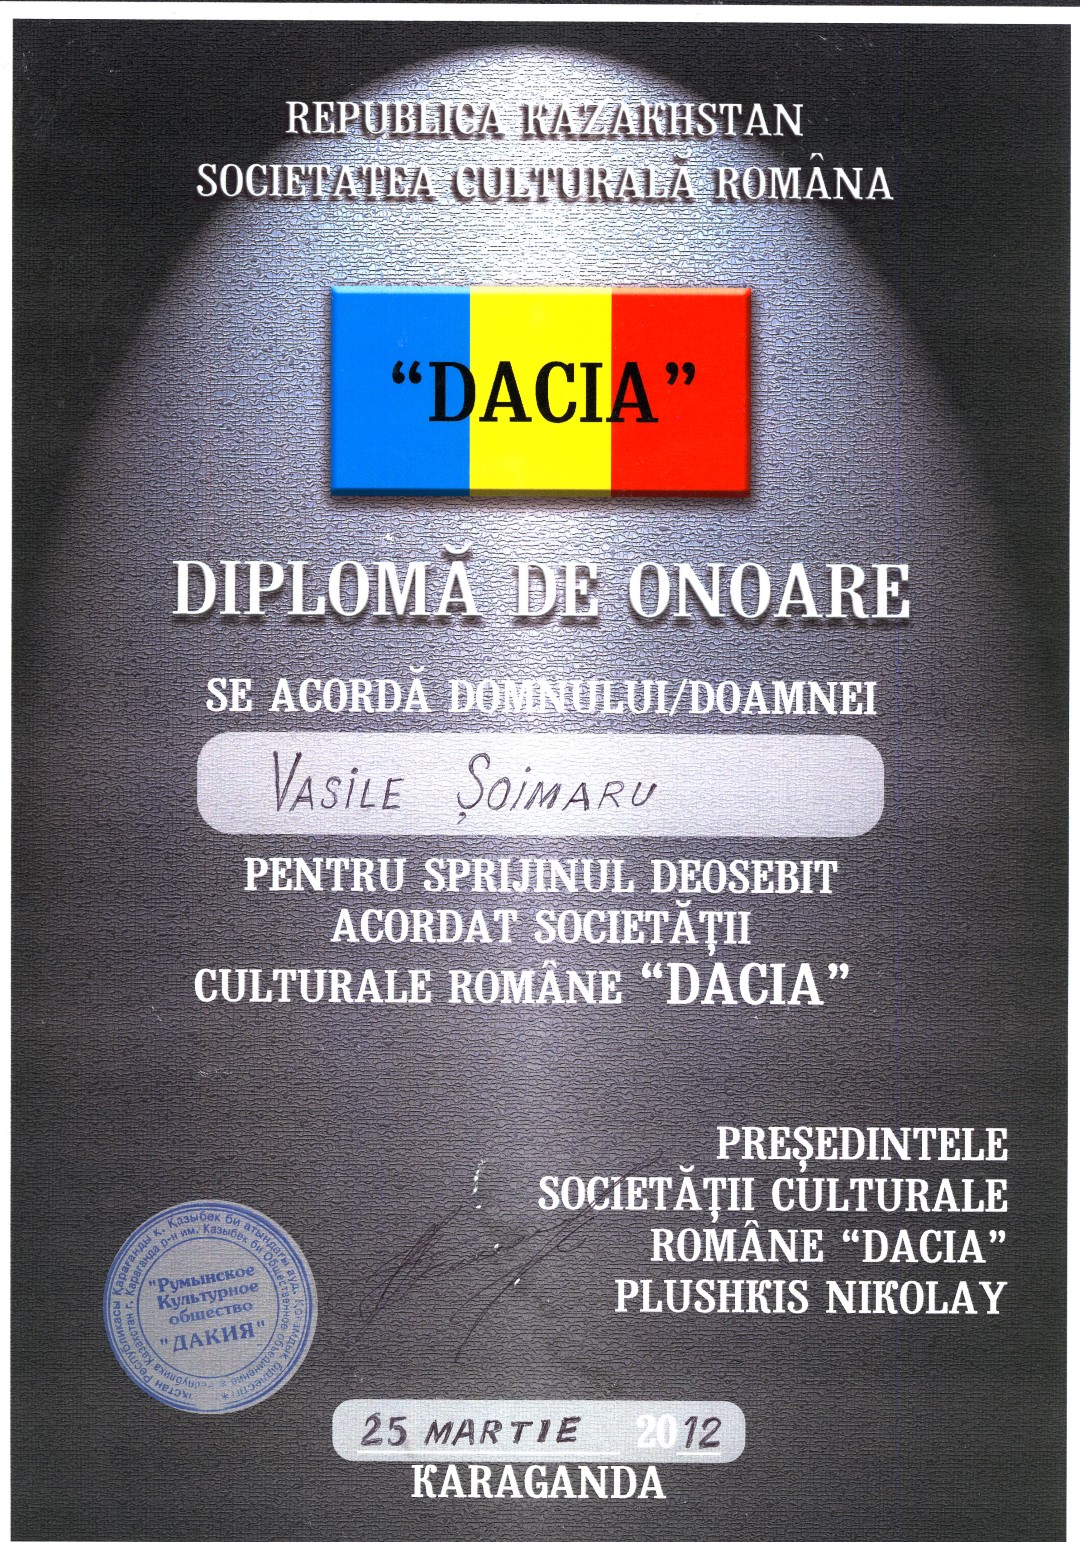 REPUBLICA KAZAKHSTAN
SOCIETATEA CULTURALĂ ROMÂNA
“DACIA”
DIPLOMĂ DE ONOARE
SE ACORDĂ DOMNULUI/DOAMNEI
VASILE ȘOIMARU
PENTRU SPRIJINUL DEOSEBIT
ACORDAT SOCIETĂȚII
CULTURALE ROMÂNE “DACIA”
PREȘEDINTELE
SOCIETĂȚII CULTURALE
ROMÂNE “DACIA”
PLUSHKIS NIKOLAY
"Румынское
Культурное
общество
"ДАКИЯ"
25 MARTIE 2012
KARAGANDA